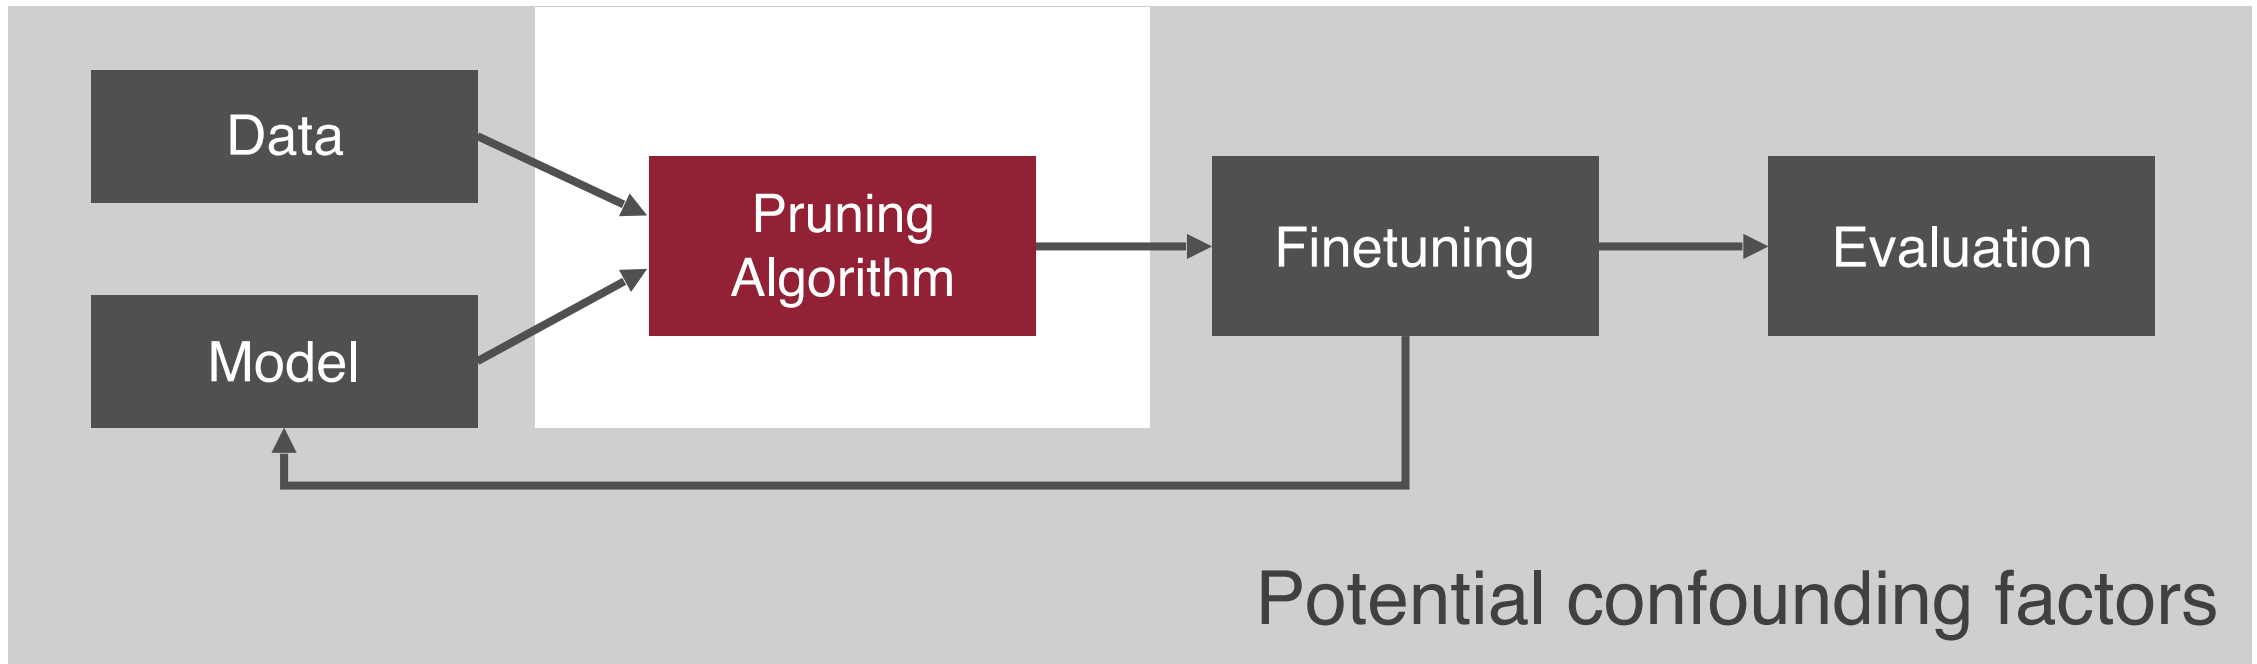 Data
Model
Pruning
Algorithm
Finetuning
Evaluation
Potential confounding factors